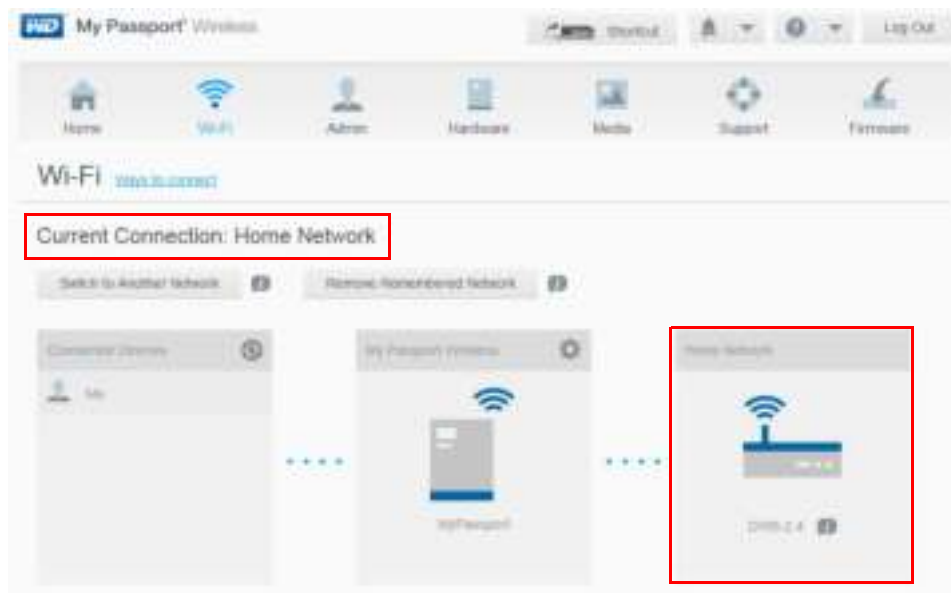 WD My Passport Wireless
Shortcut Log Out
Home Wi-Fi Admin Hardware Media Support Firmware
Wi-Fi Ways to connect
Current Connection: Home Network
Switch to Another Network Remove Remembered Network
Connected Devices My Passport Wireless Home Network
Me
MyPassport